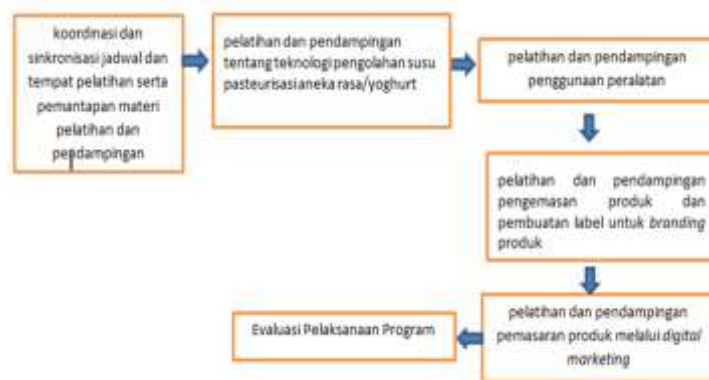 koordinasi dan
sinkronisasi jadwal dan
tempat pelatihan serta
pemantapan materi
pelatihan dan
pendampingan
pelatihan dan pendampingan
tentang teknologi pengolahan susu
pasteurisasi aneka rasa/yoghurt
pelatihan dan pendampingan
penggunaan peralatan
pelatihan dan pendampingan
pengemasan produk dan
pembuatan label untuk branding
produk
pelatihan dan pendampingan
pemasaran produk melalui digital
marketing
Evaluasi Pelaksanaan Program